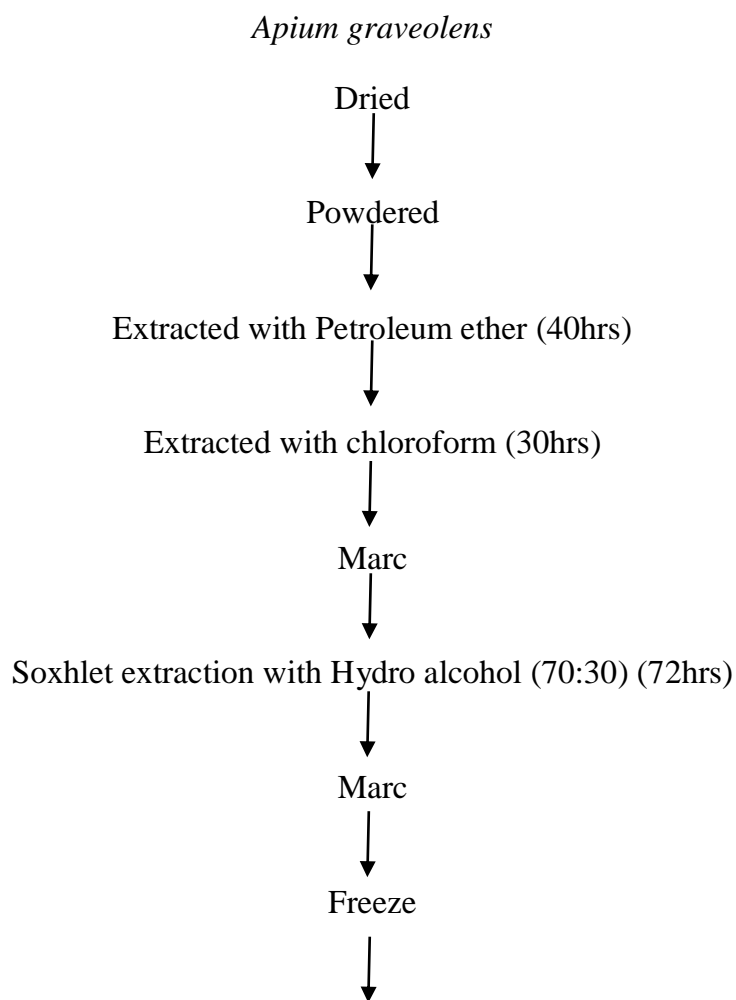 Apium graveolens
Dried
Powdered
Extracted with Petroleum ether (40hrs)
Extracted with chloroform (30hrs)
Marc
Soxhlet extraction with Hydro alcohol (70:30) (72hrs)
Marc
Freeze